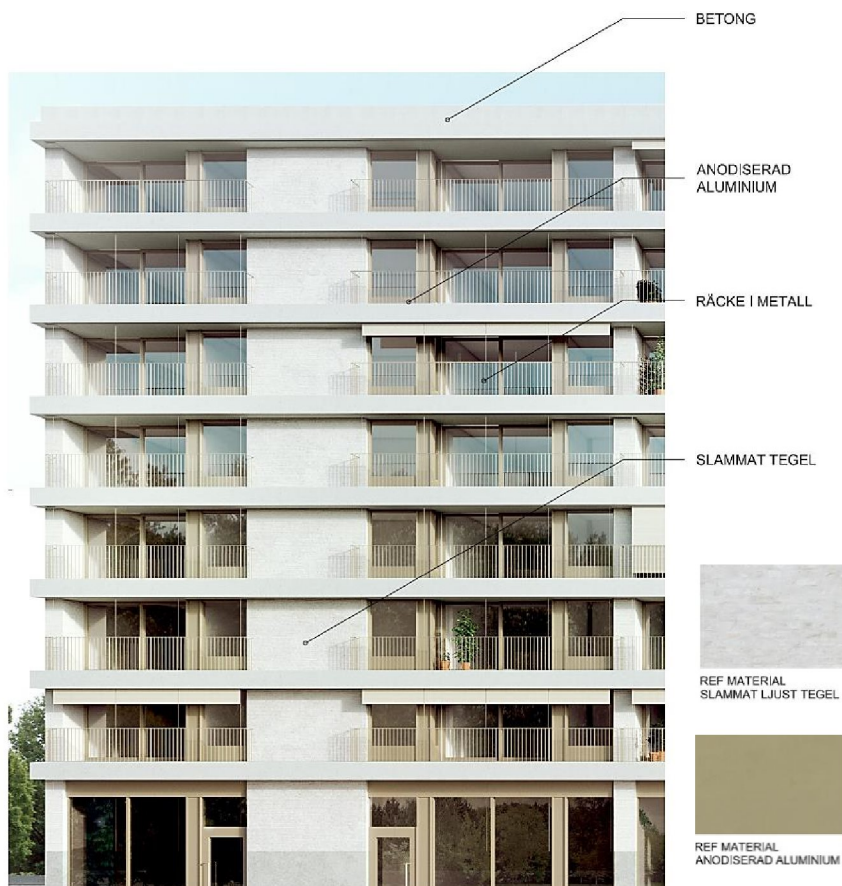 BETONG
ANODISERAD
ALUMINIUM
RÄCKE I METALL
SLAMMAT TEGEL
REF MATERIAL
SLAMMAT LJUST TEGEL
REF MATERIAL
ANODISERAD ALUMINIUM